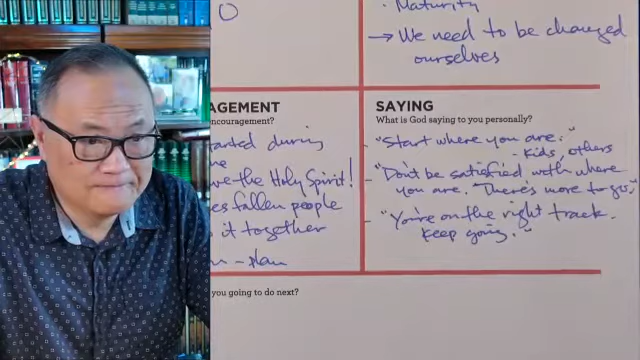 O
· Maturity
→ We need to be changed
ourselves
AGEMENT
encouragement?
arted during
ne
ve the Holy Spirit!
es fallen people
it together
n - plan
SAYING
What is God saying to you personally?
- "Start where you are."
- Kids, others
- "Don't be satisfied with where
you are. There's more to go."
- "You're on the right track.
Keep going."
you going to do next?